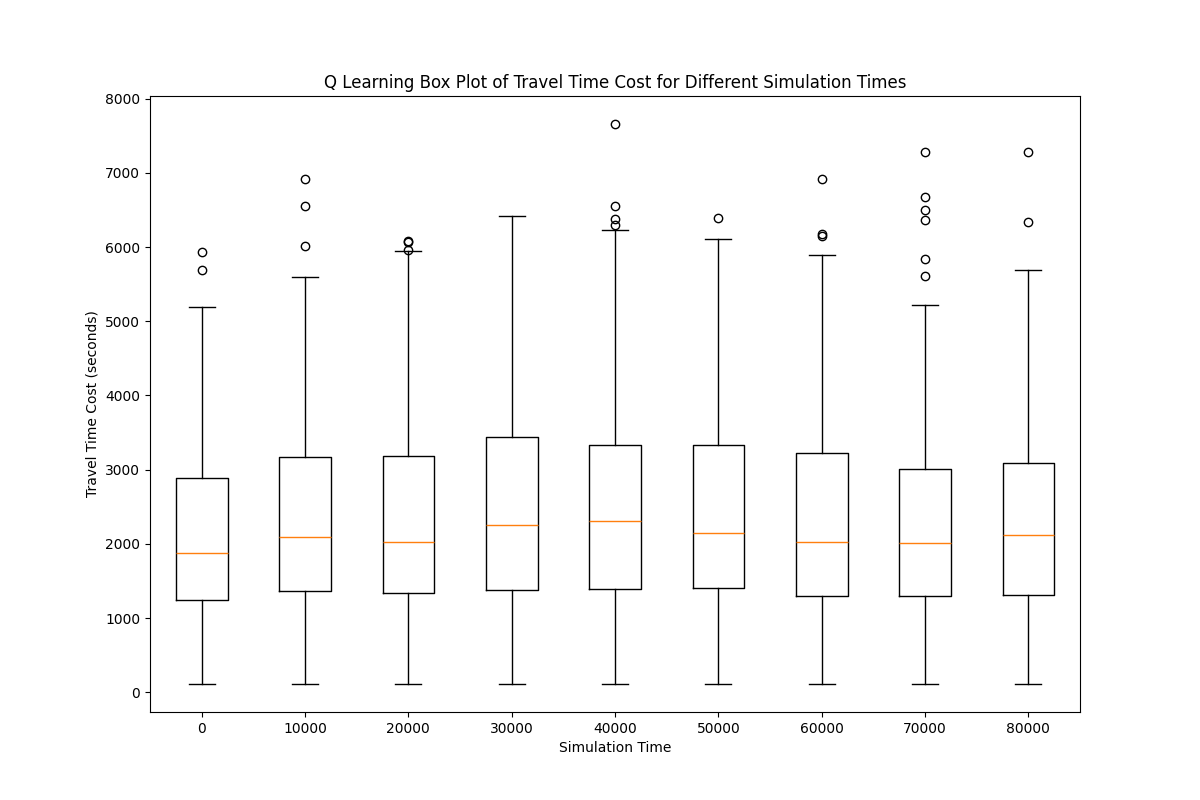 Q Learning Box Plot of Travel Time Cost for Different Simulation Times
Travel Time Cost (seconds)
8000
7000
6000
5000
4000
3000
2000
1000
0
0 10000 20000 30000 40000 50000 60000 70000 80000
Simulation Time